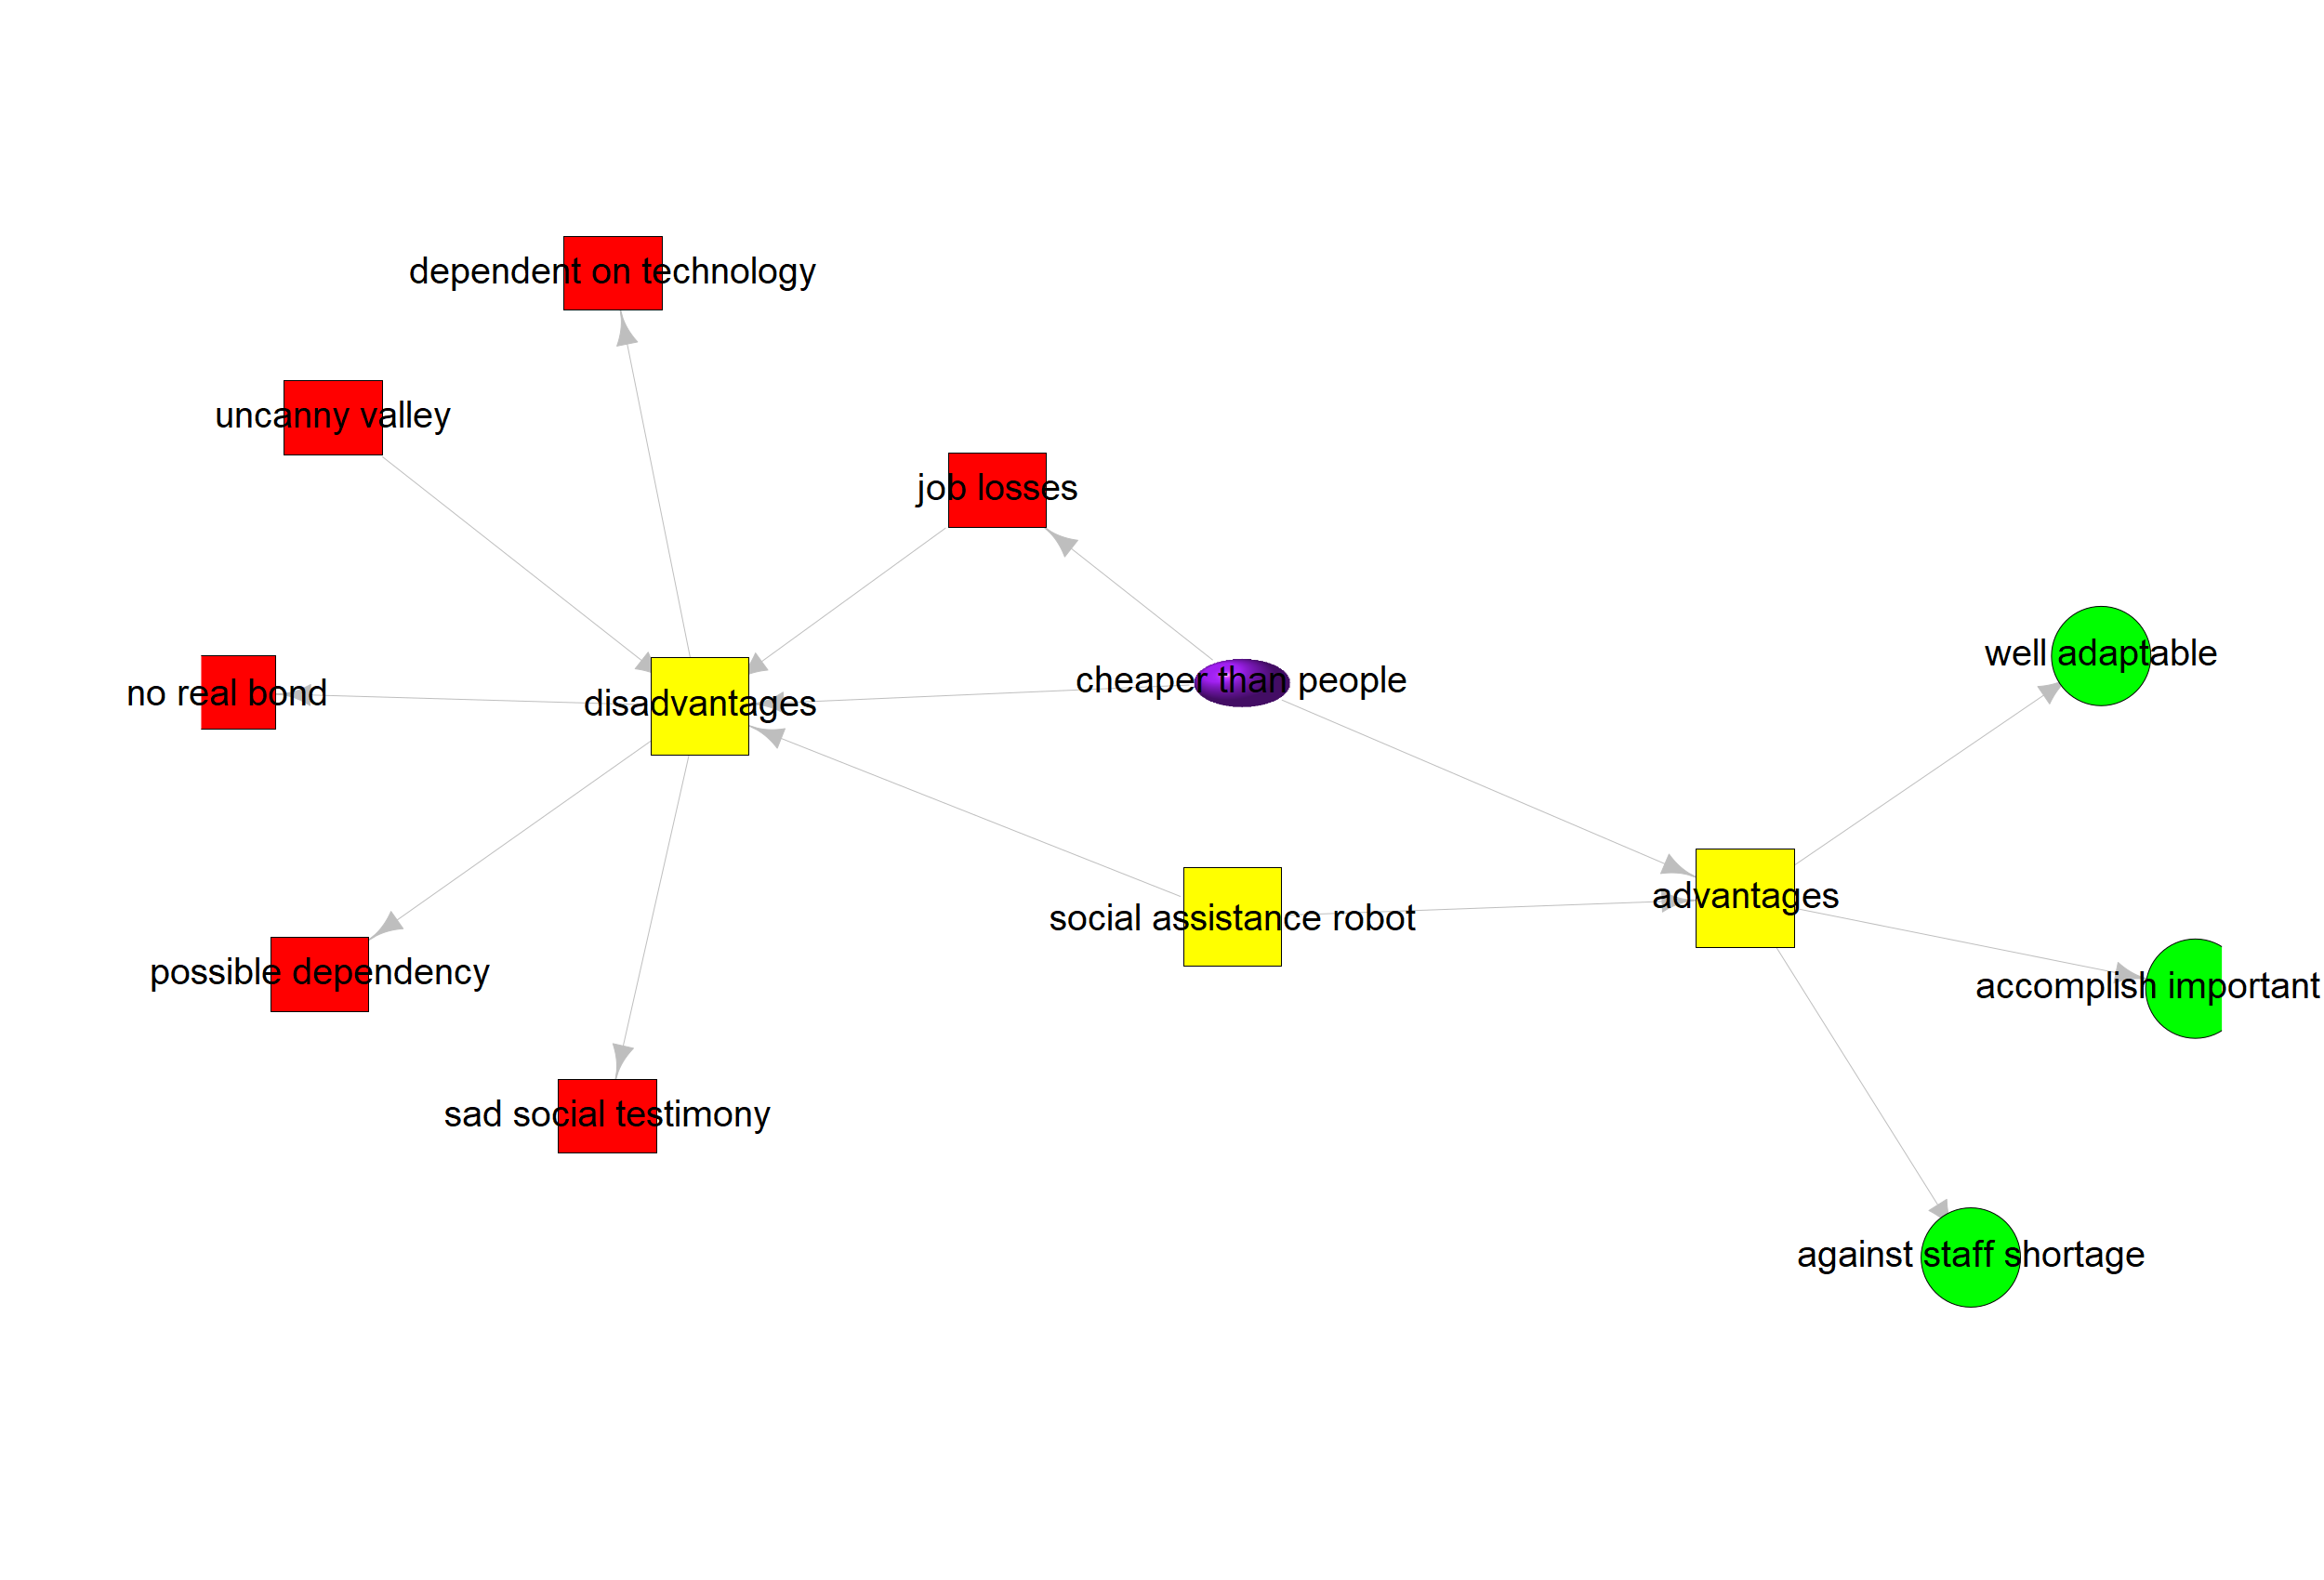 dependent on technology
uncanny valley
job losses
well adaptable
cheaper than people
no real bond
disadvantages
advantages
social assistance robot
possible dependency
accomplish important
sad social testimony
against staff shortage